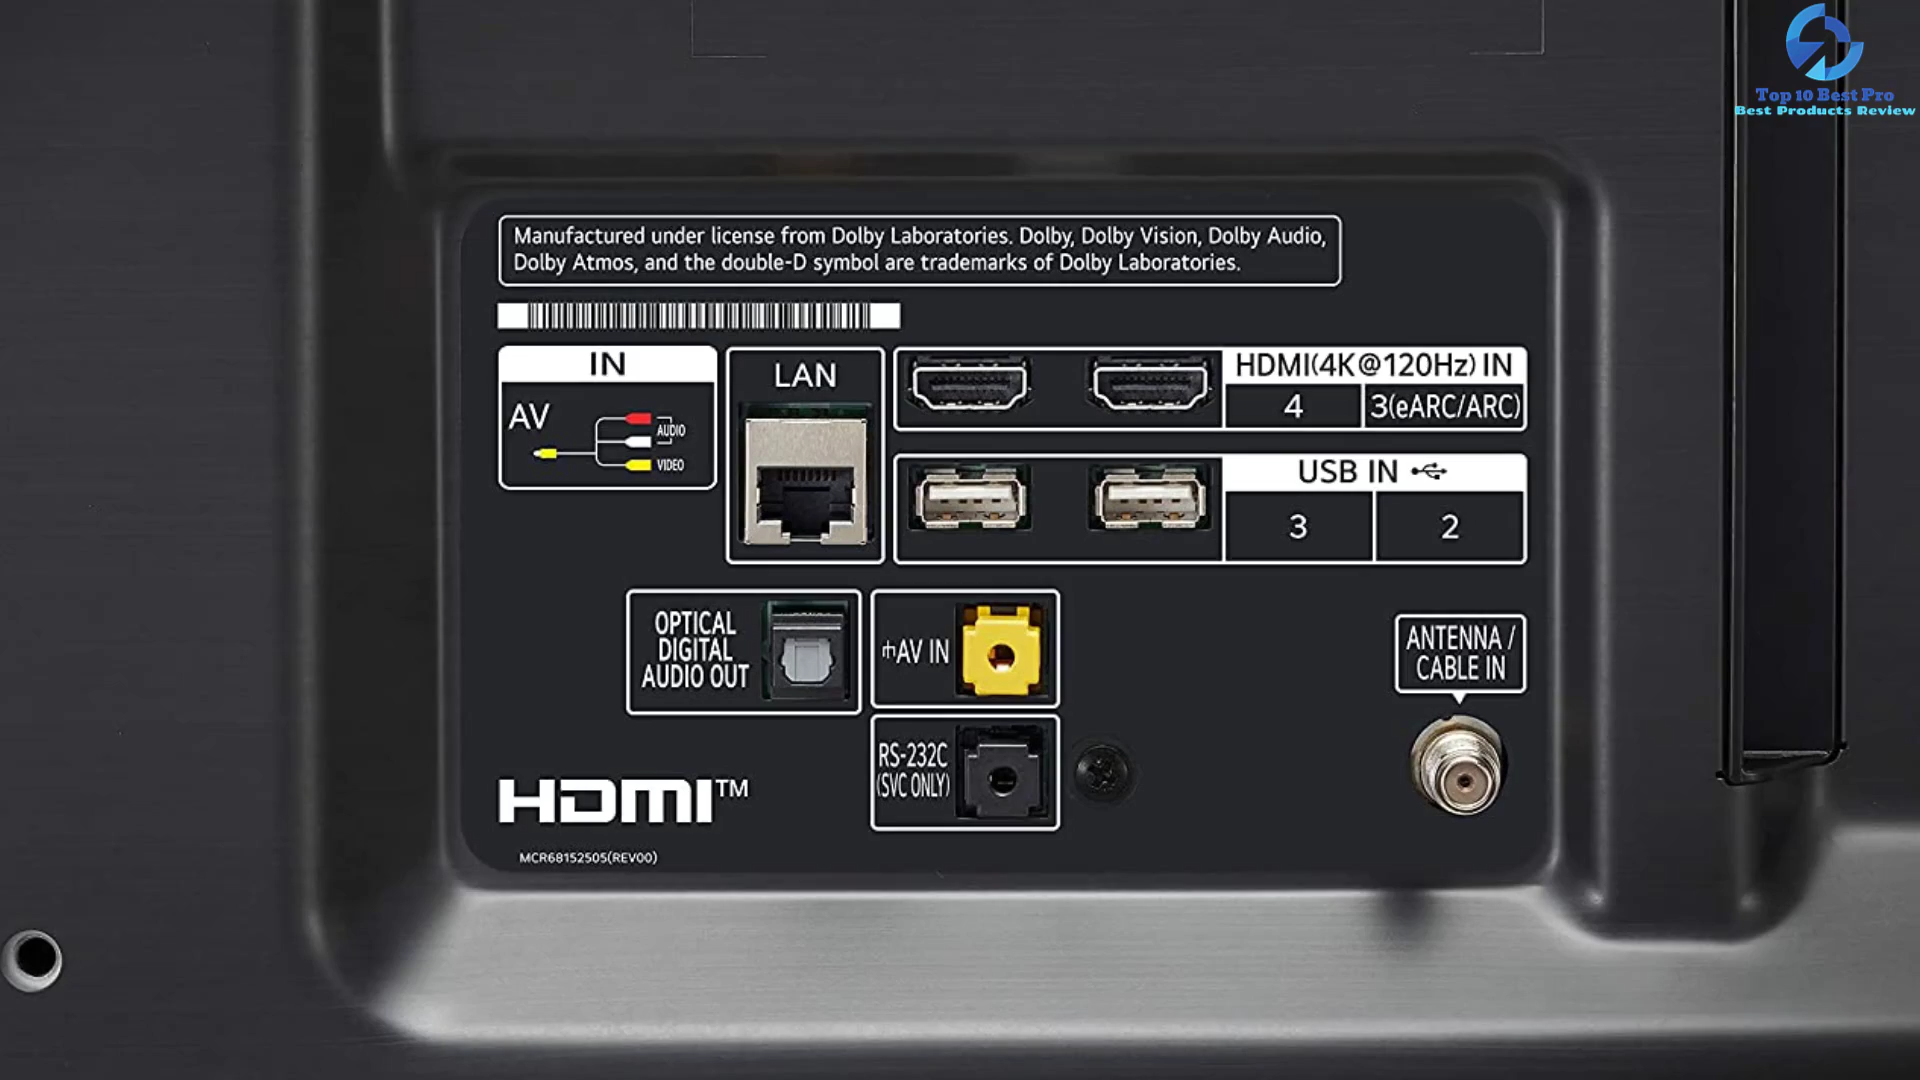 Top 10 Best Pro
Best Products Review
Manufactured under license from Dolby Laboratories. Dolby, Dolby Vision, Dolby Audio,
Dolby Atmos, and the double-D symbol are trademarks of Dolby Laboratories.
IN
AV
AUDIO
VIDEO
LAN
HDMI(4K@120Hz) IN
4
3(eARC/ARC)
USB IN
3
2
OPTICAL
DIGITAL
AUDIO OUT
AV IN
RS-232C
(SVC ONLY)
ANTENNA /
CABLE IN
HDMI™
MCR68152505(REV00)